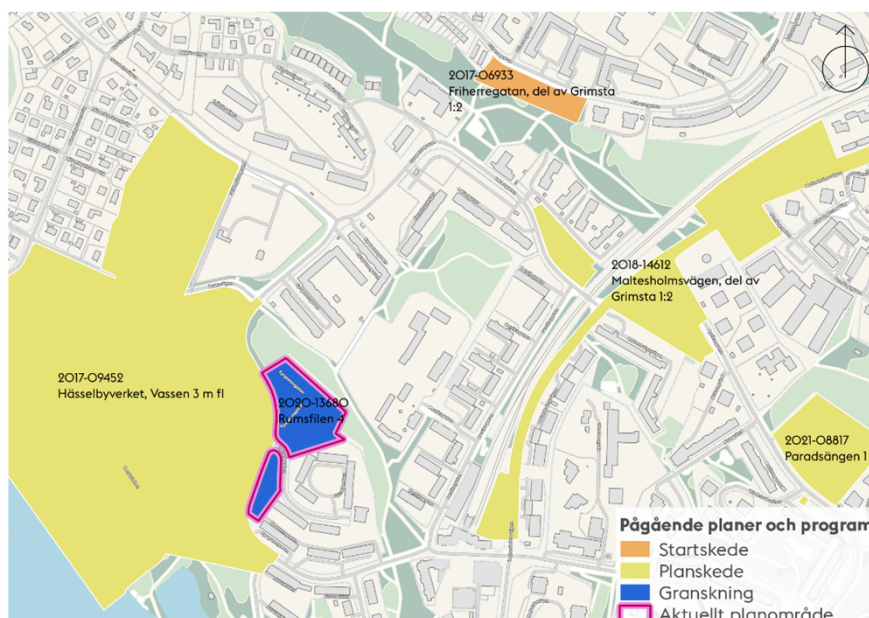 2017-06933
Friherregatan, del av Grimsta
1:2
2018-14612
Maltesholmsvägen, del av
Grimsta 1:2
2017-09452
Hässelbyverket, Vassen 3 m fl
2020-13680
Rumsfilen 4
2021-08817
Paradsängen 1
Pågående planer och program
Startskede
Planskede
Granskning
Aktuellt planområde